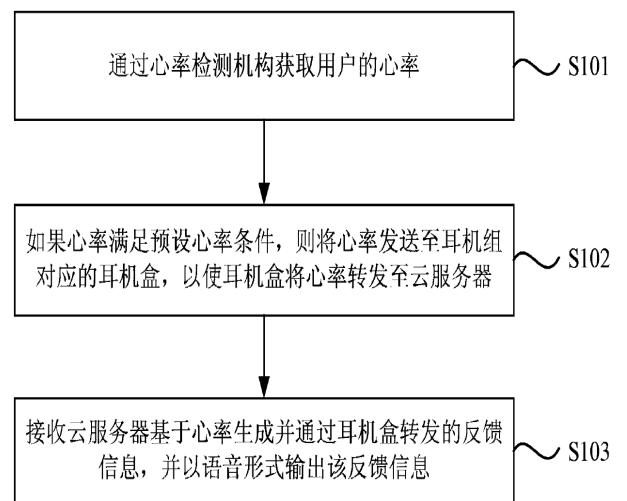 通过心率检测机构获取用户的心率
S101
如果心率满足预设心率条件，则将心率发送至耳机组
对应的耳机盒，以使耳机盒将心率转发至云服务器
S102
接收云服务器基于心率生成并通过耳机盒转发的反馈
信息，并以语音形式输出该反馈信息
S103